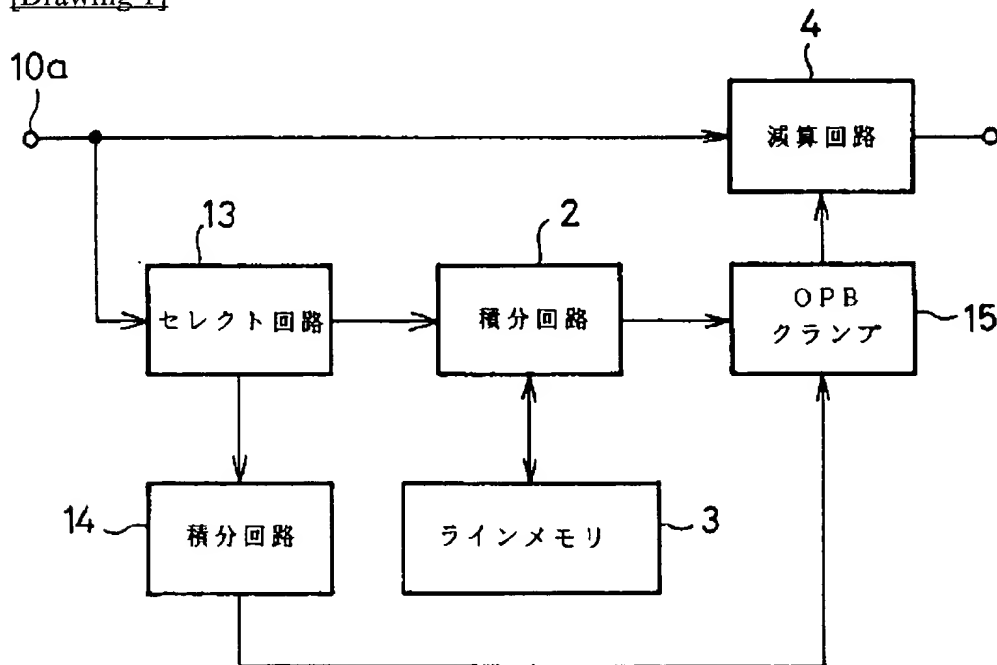 [Drawing 1]
4
10a
減算回路
13
2
セレクト回路
積分回路
OPB
クランプ
15
14
積分回路
ラインメモリ
3